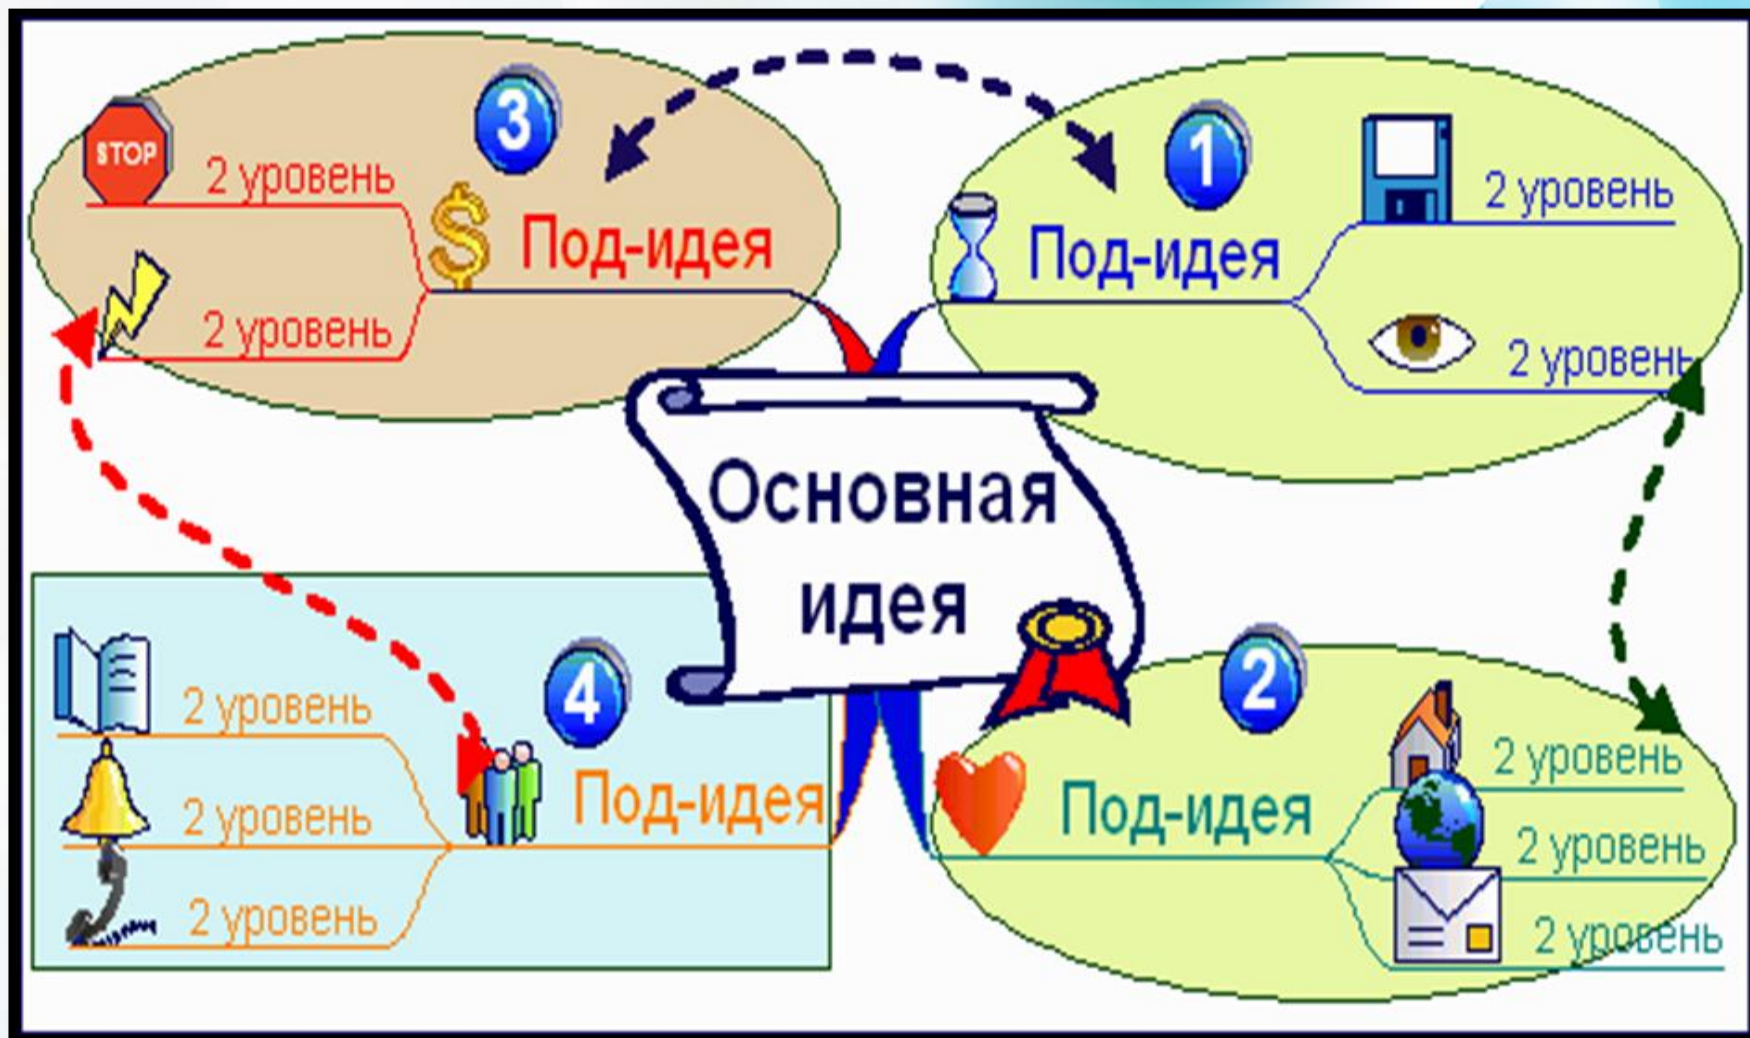 3
STOP
2 уровень
Под-идея
2 уровень
1
2 уровень
Под-идея
2 уровень
Основная
идея
4
2 уровень
2 уровень
Под-идея
2 уровень
2
2 уровень
Под-идея
2 уровень
2 уровень